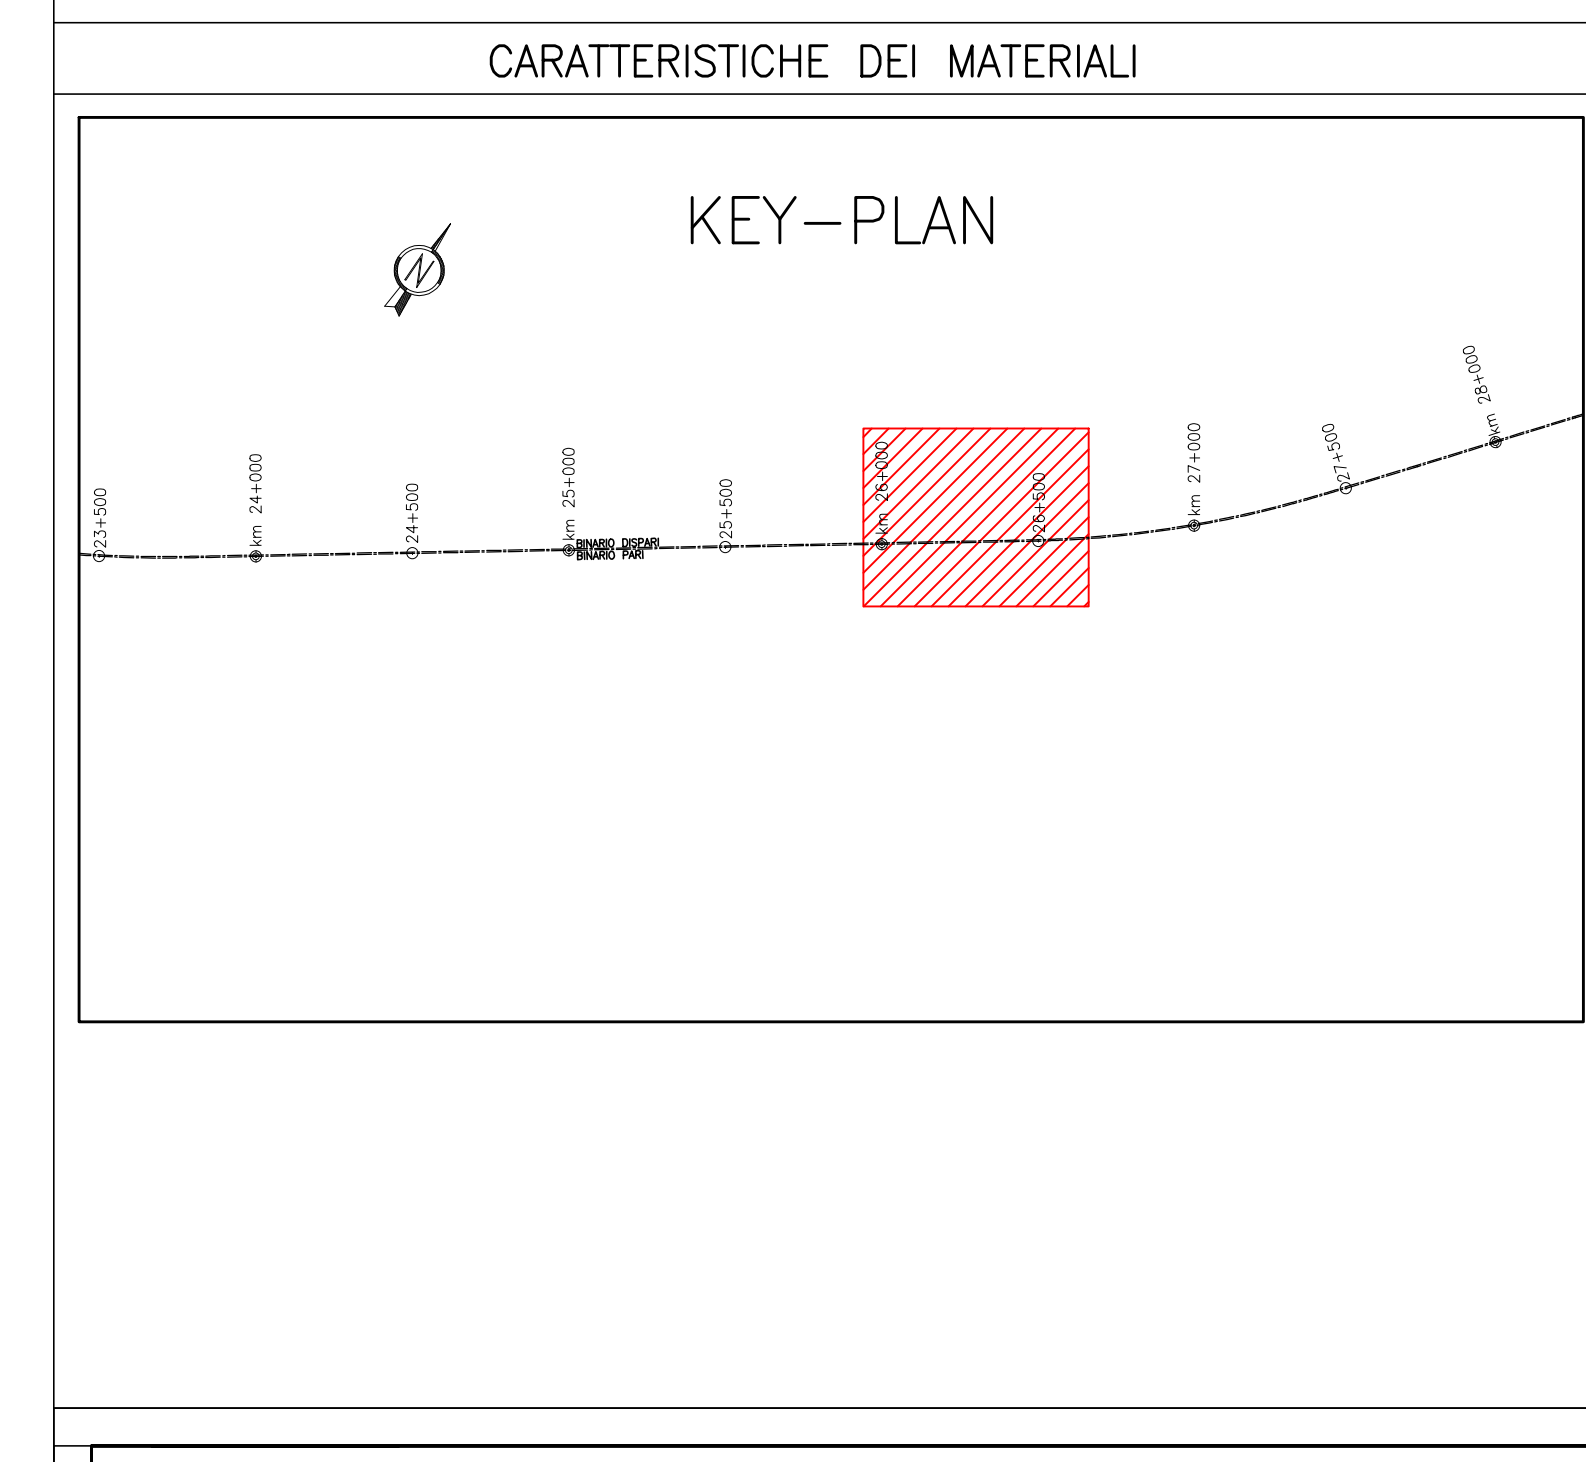 CARATTERISTICHE DEI MATERIALI
KEY-PLAN
N
23+500
km 24+000
24+500
km 25+000
BINARIO DISPARI
BINARIO PARI
25+500
km 26+000
26+500
km 27+000
27+500
km 28+000